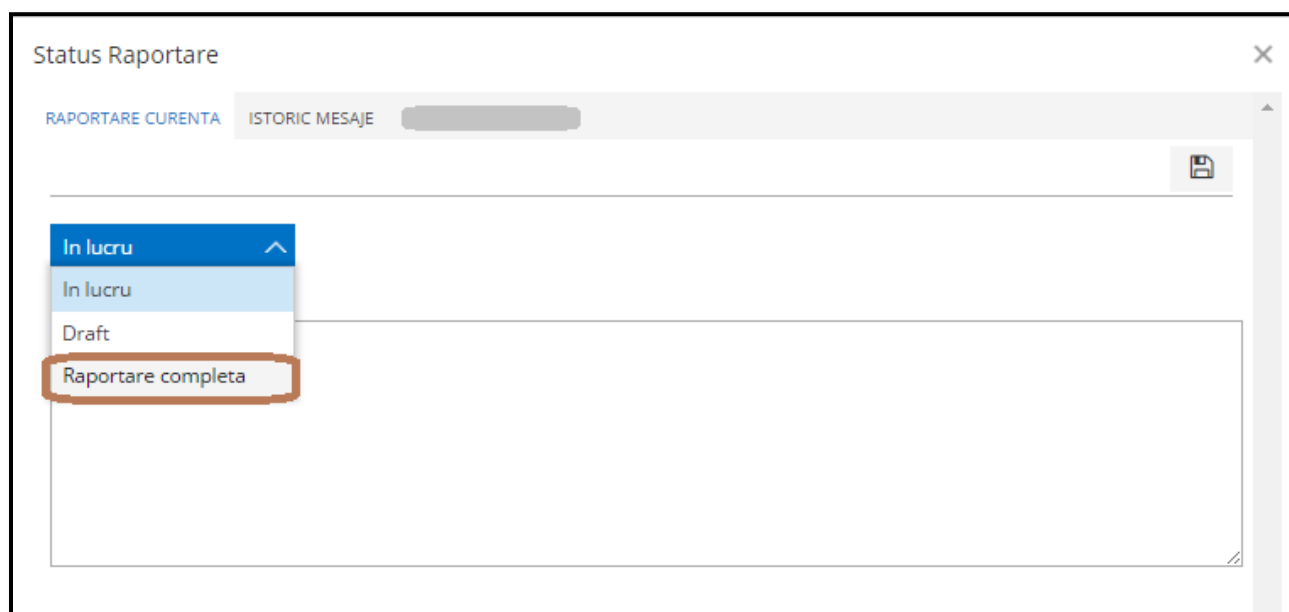 Status Raportare
RAPORTARE CURENTA ISTORIC MESAJE
In lucru
In lucru
Draft
Raportare completa